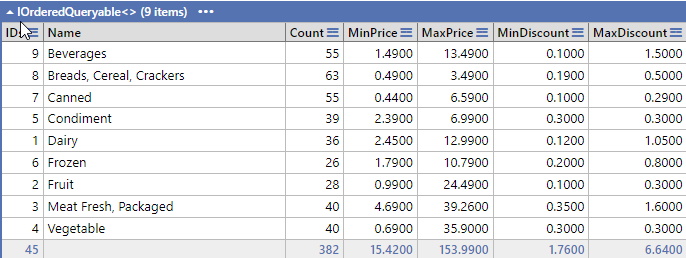 IOrderedQueryable<> (9 items) •••
ID Name Count MinPrice MaxPrice MinDiscount MaxDiscount
9 Beverages 55 1.4900 13.4900 0.1000 1.5000
8 Breads, Cereal, Crackers 63 0.4900 3.4900 0.1900 0.5000
7 Canned 55 0.4400 6.5900 0.1000 0.2900
5 Condiment 39 2.3900 6.9900 0.3000 0.3000
1 Dairy 36 2.4500 12.9900 0.1200 1.0500
6 Frozen 26 1.7900 10.7900 0.2000 0.8000
2 Fruit 28 0.9900 24.4900 0.1000 0.3000
3 Meat Fresh, Packaged 40 4.6900 39.2600 0.3500 1.6000
4 Vegetable 40 0.6900 35.9000 0.3000 0.3000
45 382 15.4200 153.9900 1.7600 6.6400